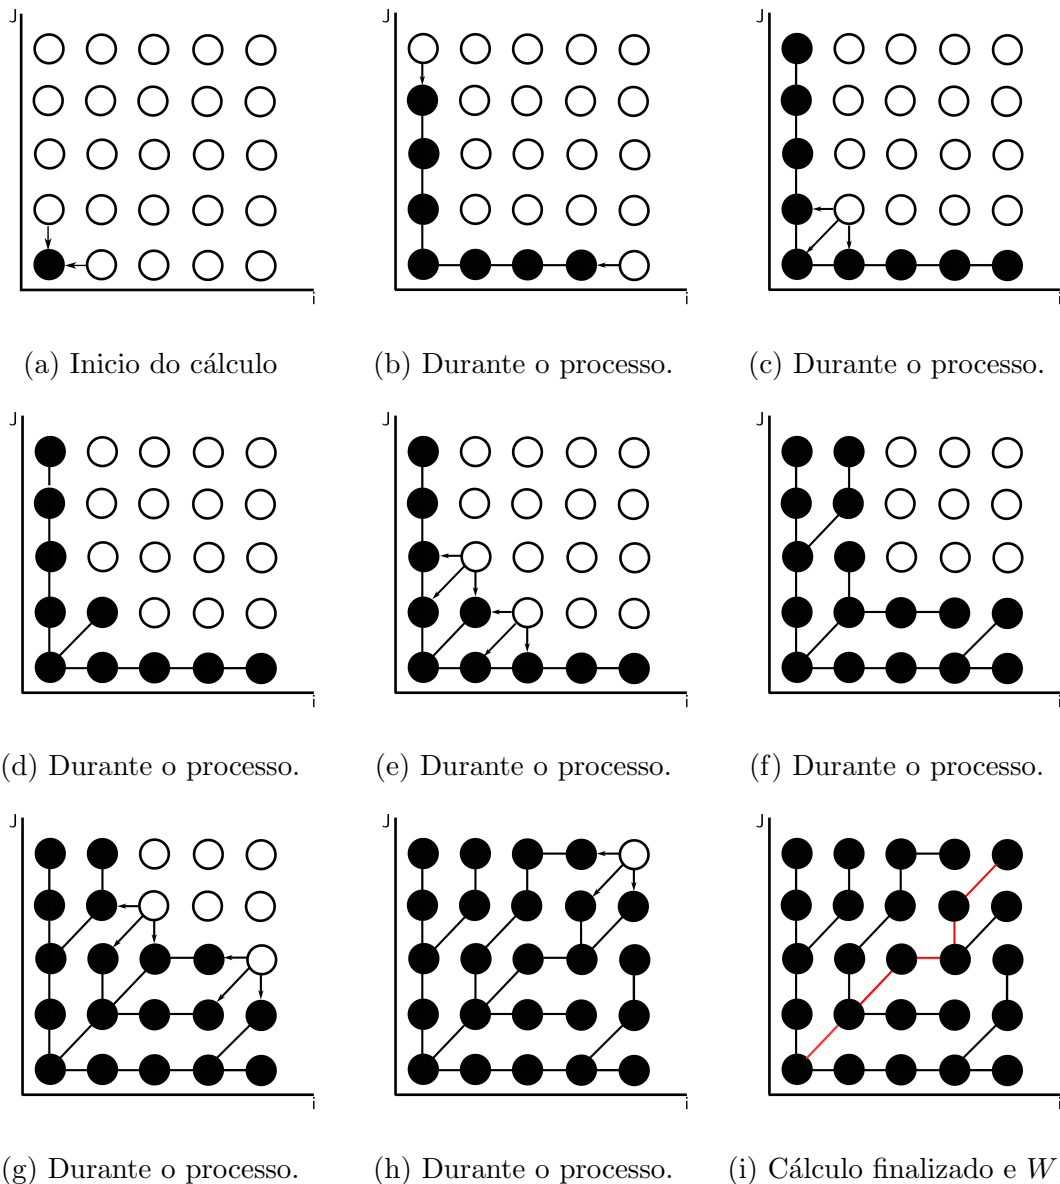 J J J
i i i
(a) Inicio do cálculo (b) Durante o processo. (c) Durante o processo.
J J J
i i i
(d) Durante o processo. (e) Durante o processo. (f) Durante o processo.
J J J
i i i
(g) Durante o processo. (h) Durante o processo. (i) Cálculo finalizado e W